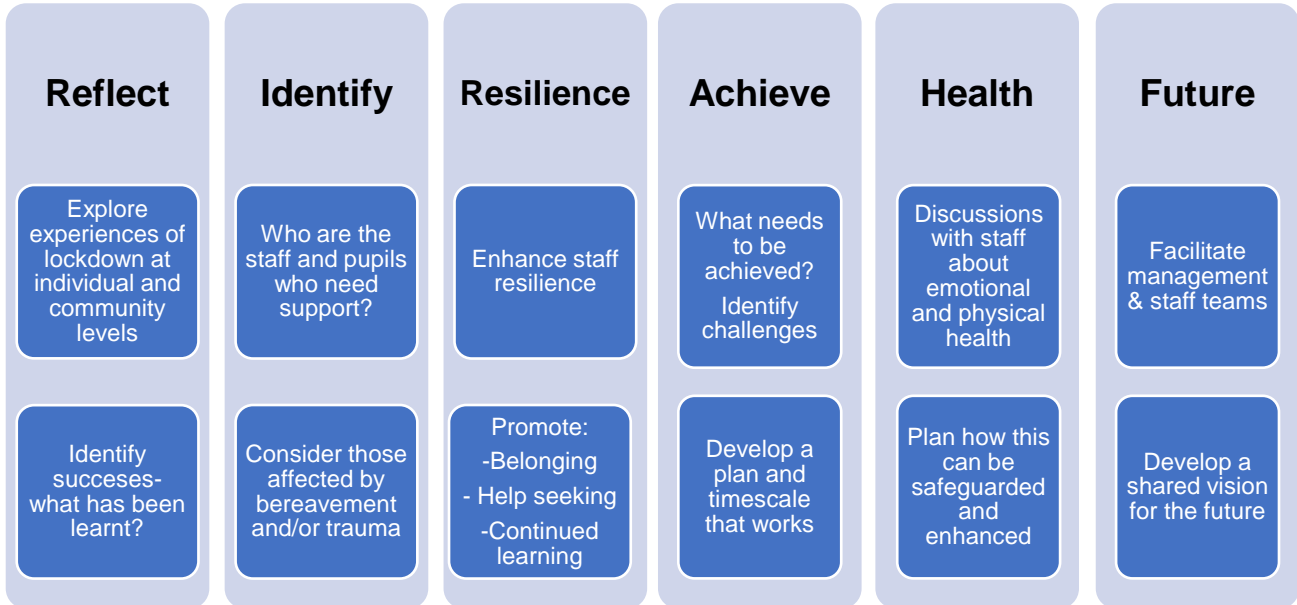 Reflect
Explore
experiences of
lockdown at
individual and
community
levels
Identify
succeses-
what has been
learnt?
Identify
Who are the
staff and pupils
who need
support?
Consider those
affected by
bereavement
and/or trauma
Resilience
Enhance staff
resilience
Promote:
-Belonging
- Help seeking
-Continued
learning
Achieve
What needs
to be
achieved?
Identify
challenges
Develop a
plan and
timescale
that works
Health
Discussions
with staff
about
emotional
and physical
health
Plan how this
can be
safeguarded
and
enhanced
Future
Facilitate
management
& staff teams
Develop a
shared vision
for the future